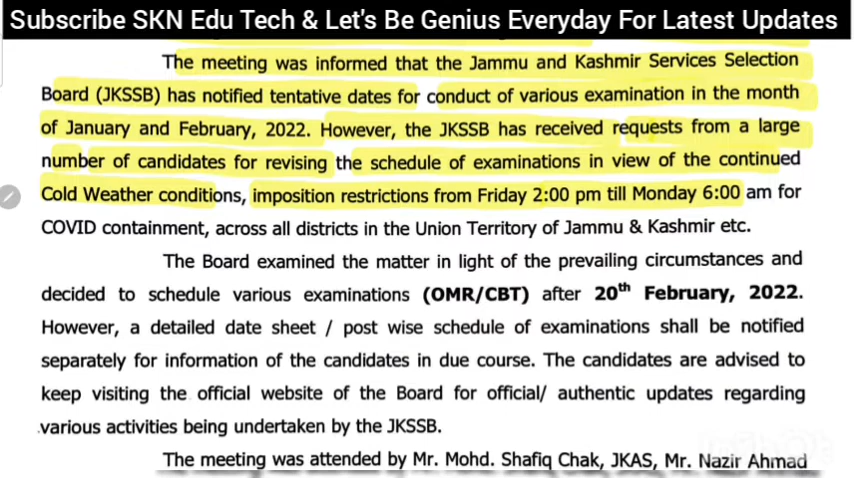 Subscribe SKN Edu Tech & Let's Be Genius Everyday For Latest Updates
The meeting was informed that the Jammu and Kashmir Services Selection
Board (JKSSB) has notified tentative dates for conduct of various examination in the month
of January and February, 2022. However, the JKSSB has received requests from a large
number of candidates for revising the schedule of examinations in view of the continued
Cold Weather conditions, imposition restrictions from Friday 2:00 pm till Monday 6:00 am for
COVID containment, across all districts in the Union Territory of Jammu & Kashmir etc.
The Board examined the matter in light of the prevailing circumstances and
decided to schedule various examinations (OMR/CBT) after 20th February, 2022.
However, a detailed date sheet / post wise schedule of examinations shall be notified
separately for information of the candidates in due course. The candidates are advised to
keep visiting the official website of the Board for official/ authentic updates regarding
various activities being undertaken by the JKSSB.
The meeting was attended by Mr. Mohd. Shafiq Chak, JKAS, Mr. Nazir Ahmad